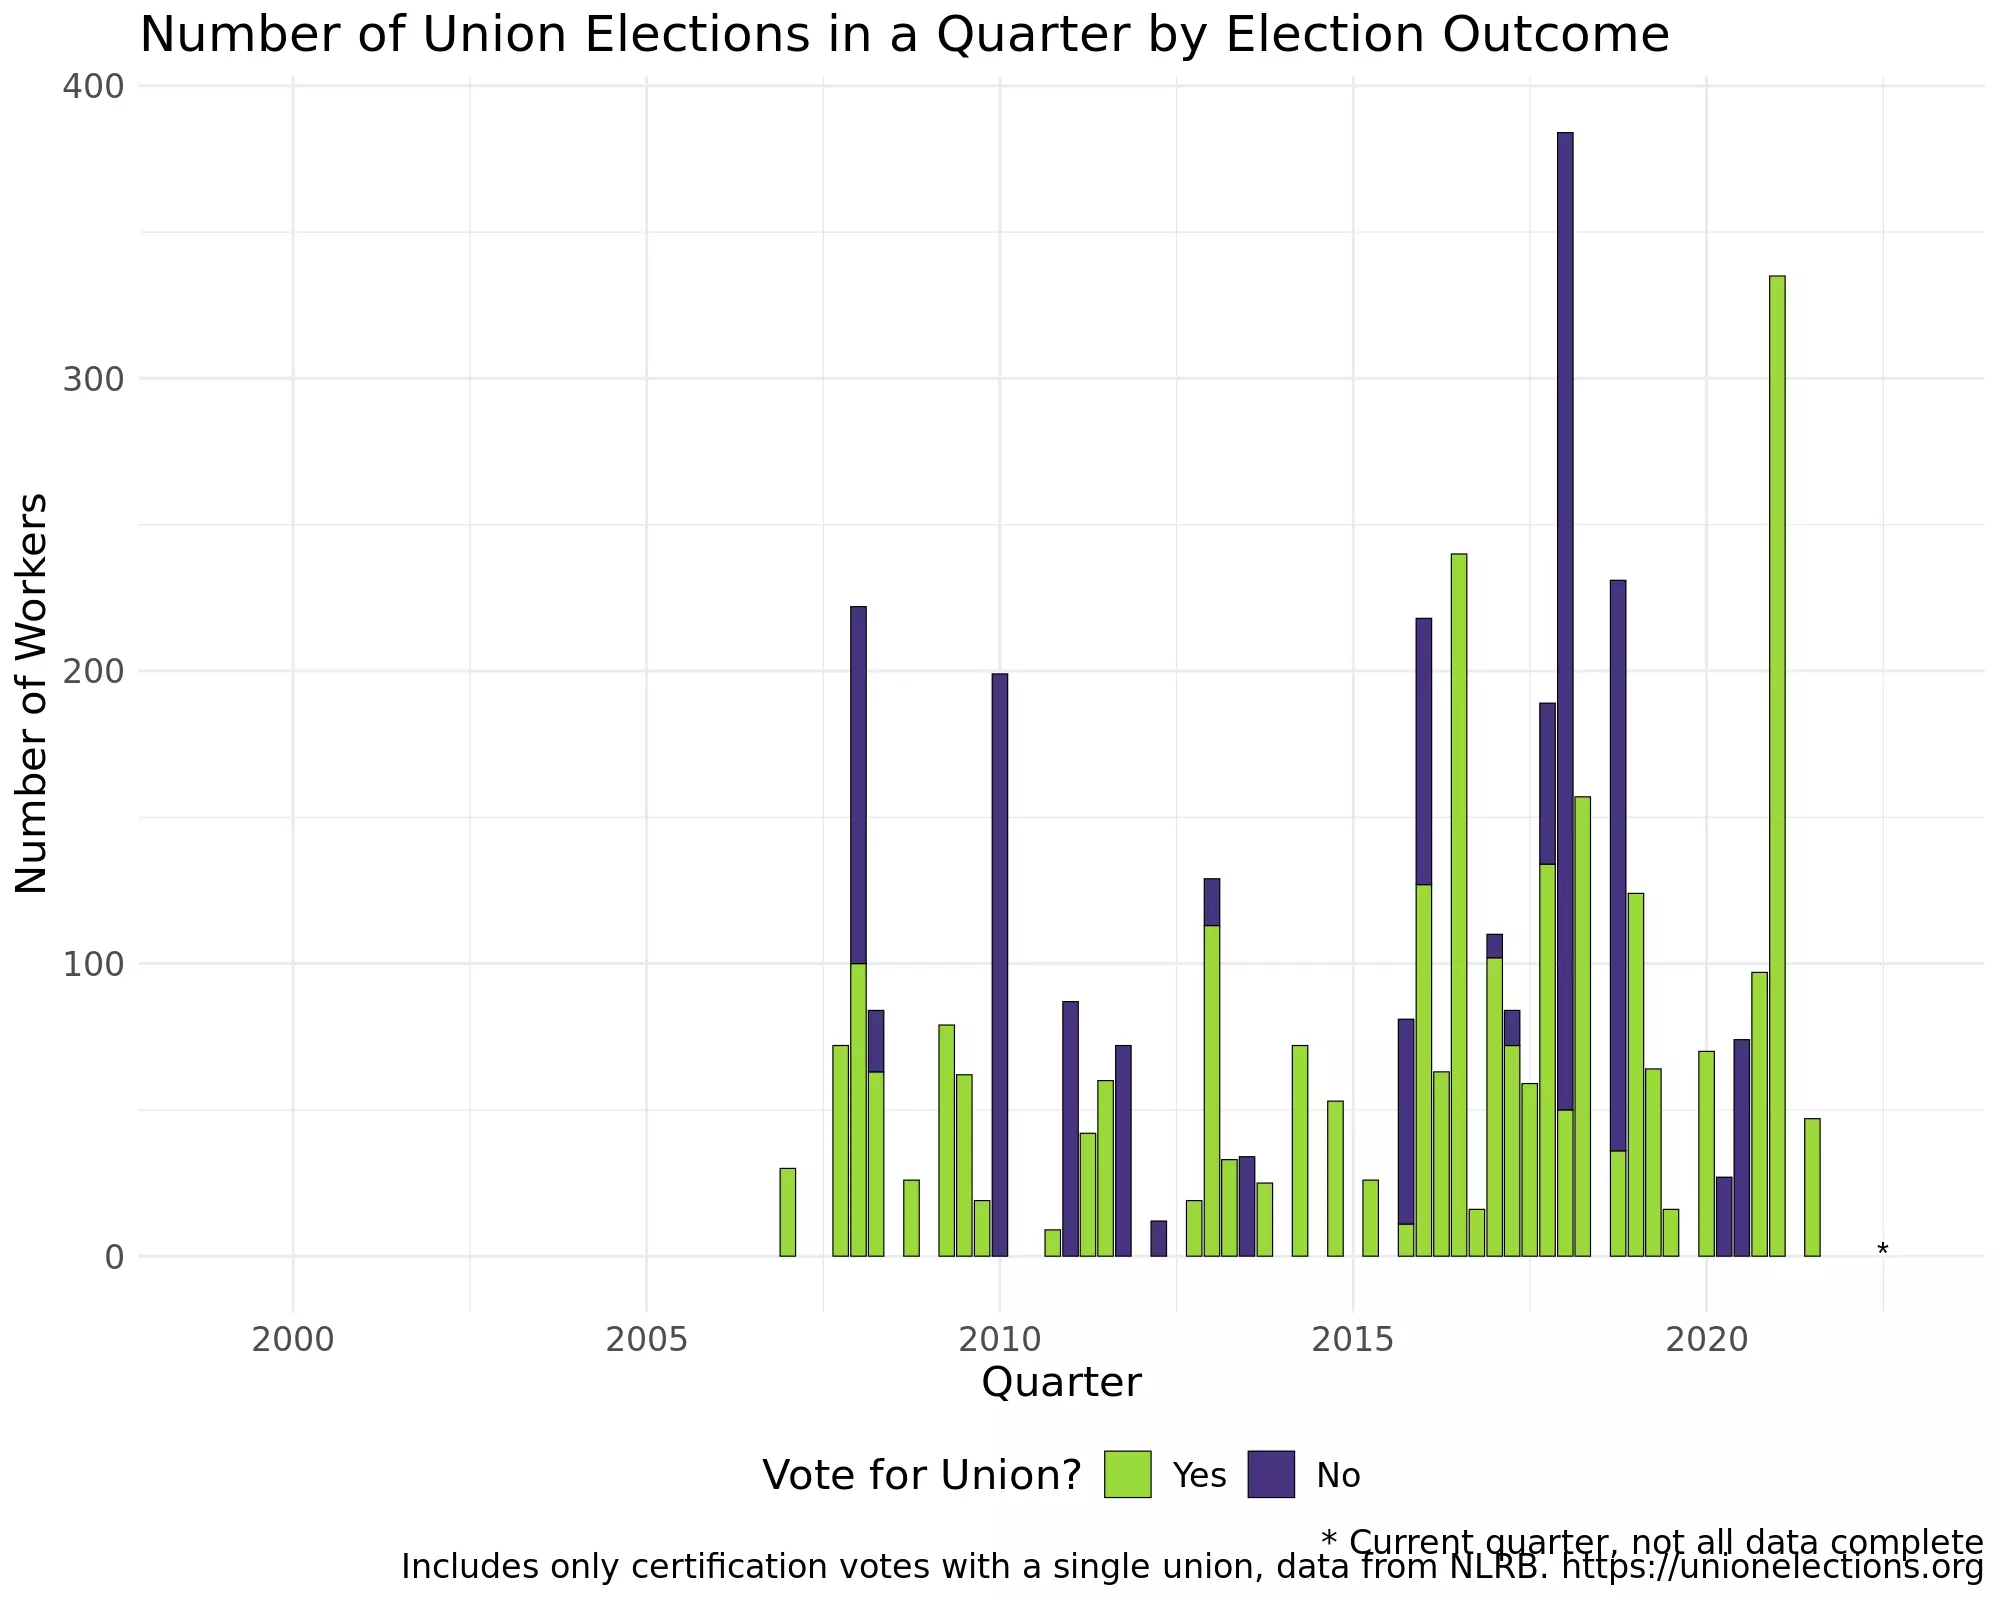 Number of Union Elections in a Quarter by Election Outcome
400
300
200
100
0
Number of Workers
*
2000 2005 2010 2015 2020
Quarter
Vote for Union? Yes No
* Current quarter, not all data complete
Includes only certification votes with a single union, data from NLRB. https://unionelections.org